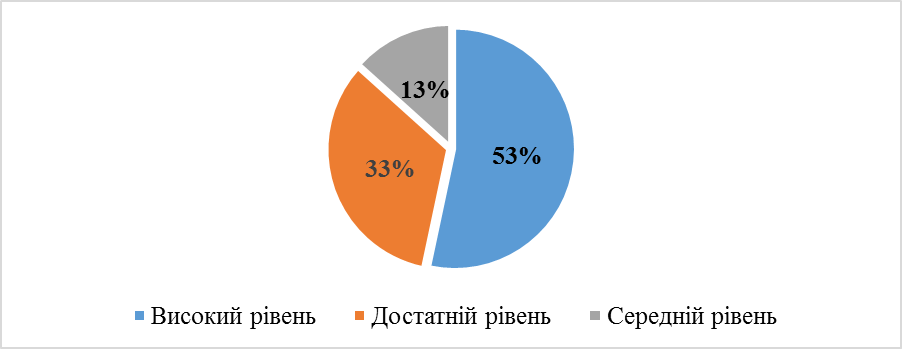 13%
53%
33%
Високий рівень
Достатній рівень
Середній рівень